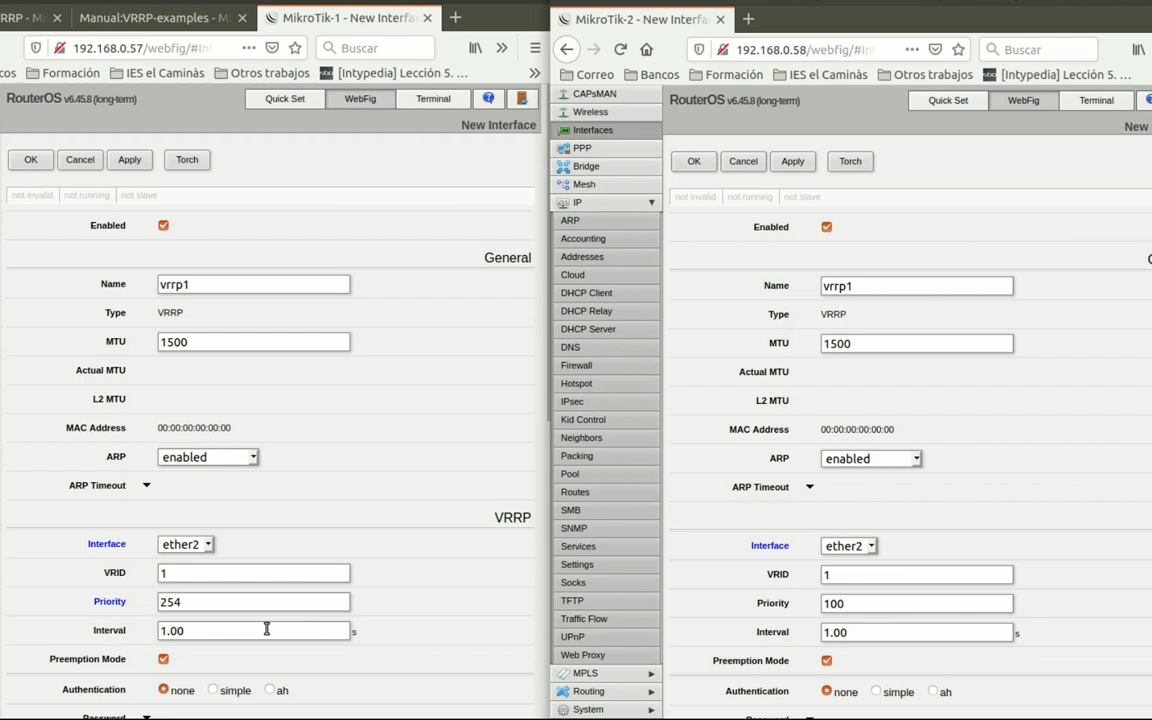 RRP - Mi
Manual:VRRP-examples - M
MikroTik-1 - New Interfa
192.168.0.57/webfig/#Int
Buscar
cos
Formación
IES el Caminàs
Otros trabajos
[Intypedia] Lección 5. ...
RouterOS v6.45.8 (long-term)
Quick Set
WebFig
Terminal
New Interface
OK
Cancel
Apply
Torch
not invalid
not running
not slave
Enabled
General
Name
vrrp1
Type
VRRP
MTU
1500
Actual MTU
L2 MTU
MAC Address
00:00:00:00:00:00
ARP
enabled
ARP Timeout
VRRP
Interface
ether2
VRID
1
Priority
254
Interval
1.00
s
Preemption Mode
Authentication
none
simple
ah
Password
MikroTik-2 - New Interfa
192.168.0.58/webfig/#In
Buscar
Correo
Bancos
Formación
IES el Caminàs
Otros trabajos
[Intypedia] Lección 5. ...
CAPsMAN
Wireless
Interfaces
PPP
Bridge
Mesh
IP
ARP
Accounting
Addresses
Cloud
DHCP Client
DHCP Relay
DHCP Server
DNS
Firewall
Hotspot
IPsec
Kid Control
Neighbors
Packing
Pool
Routes
SMB
SNMP
Services
Settings
Socks
TFTP
Traffic Flow
UPnP
Web Proxy
MPLS
Routing
System
RouterOS v6.45.8 (long-term)
Quick Set
WebFig
Terminal
New
OK
Cancel
Apply
Torch
not invalid
not running
not slave
Enabled
Name
vrrp1
Type
VRRP
MTU
1500
Actual MTU
L2 MTU
MAC Address
00:00:00:00:00:00
ARP
enabled
ARP Timeout
Interface
ether2
VRID
1
Priority
100
Interval
1.00
s
Preemption Mode
Authentication
none
simple
ah